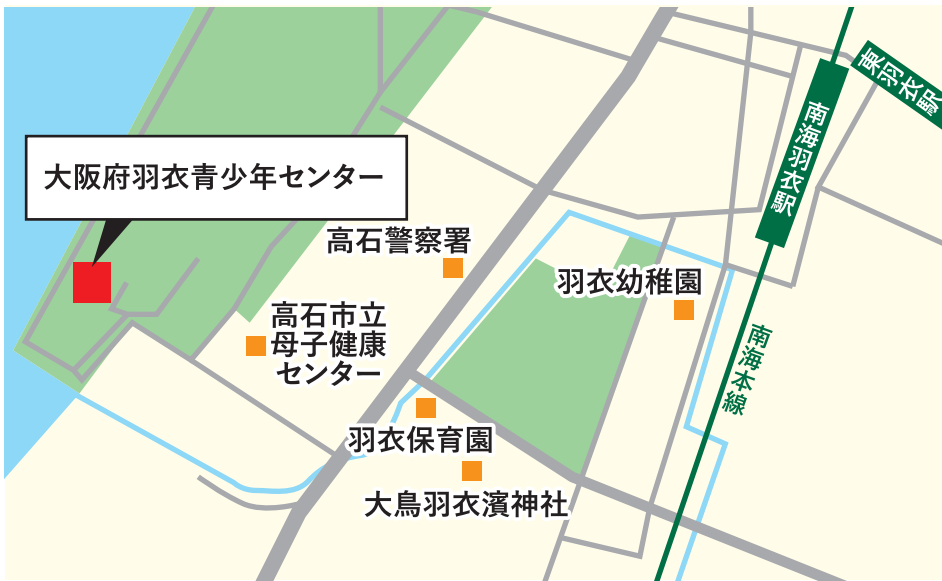 東羽衣駅
南海羽衣駅
大阪府羽衣青少年センター
高石警察署
羽衣幼稚園
高石市立
母子健康
センター
南海本線
羽衣保育園
大鳥羽衣濱神社